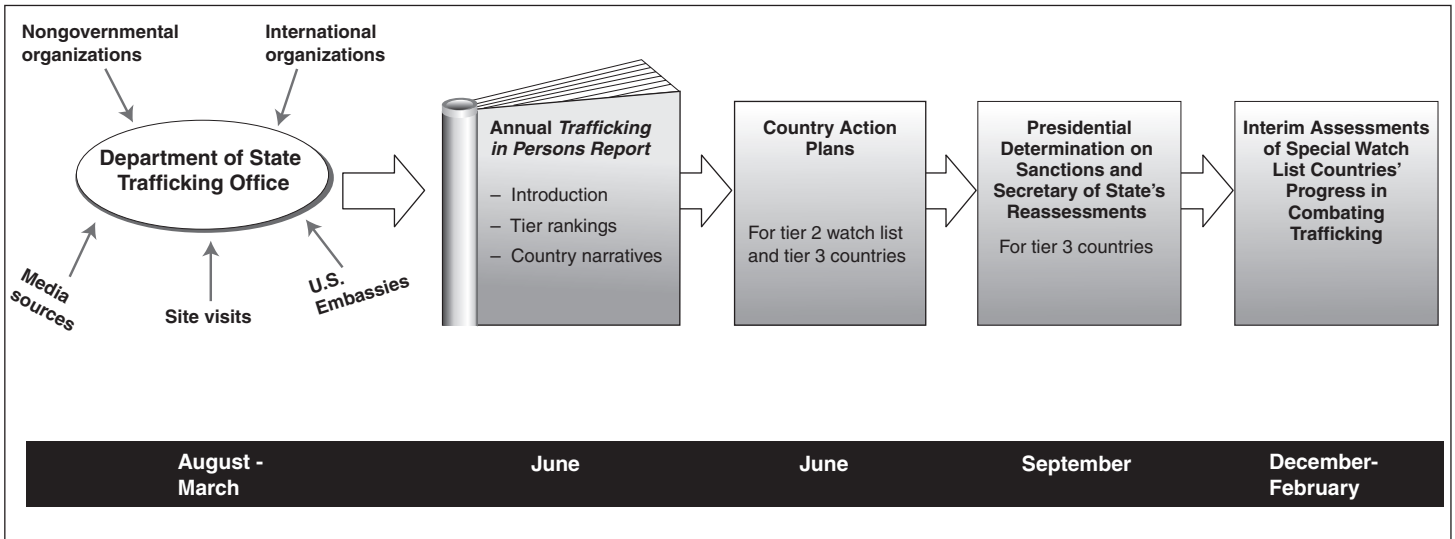 Nongovernmental
organizations
International
organizations
Department of State
Trafficking Office
Media
sources
Site visits
U.S.
Embassies
Annual Trafficking
in Persons Report
– Introduction
– Tier rankings
– Country narratives
Country Action
Plans
For tier 2 watch list
and tier 3 countries
Presidential
Determination on
Sanctions and
Secretary of State’s
Reassessments
For tier 3 countries
Interim Assessments
of Special Watch
List Countries’
Progress in
Combating
Trafficking
August -
March
June
June
September
December-
February